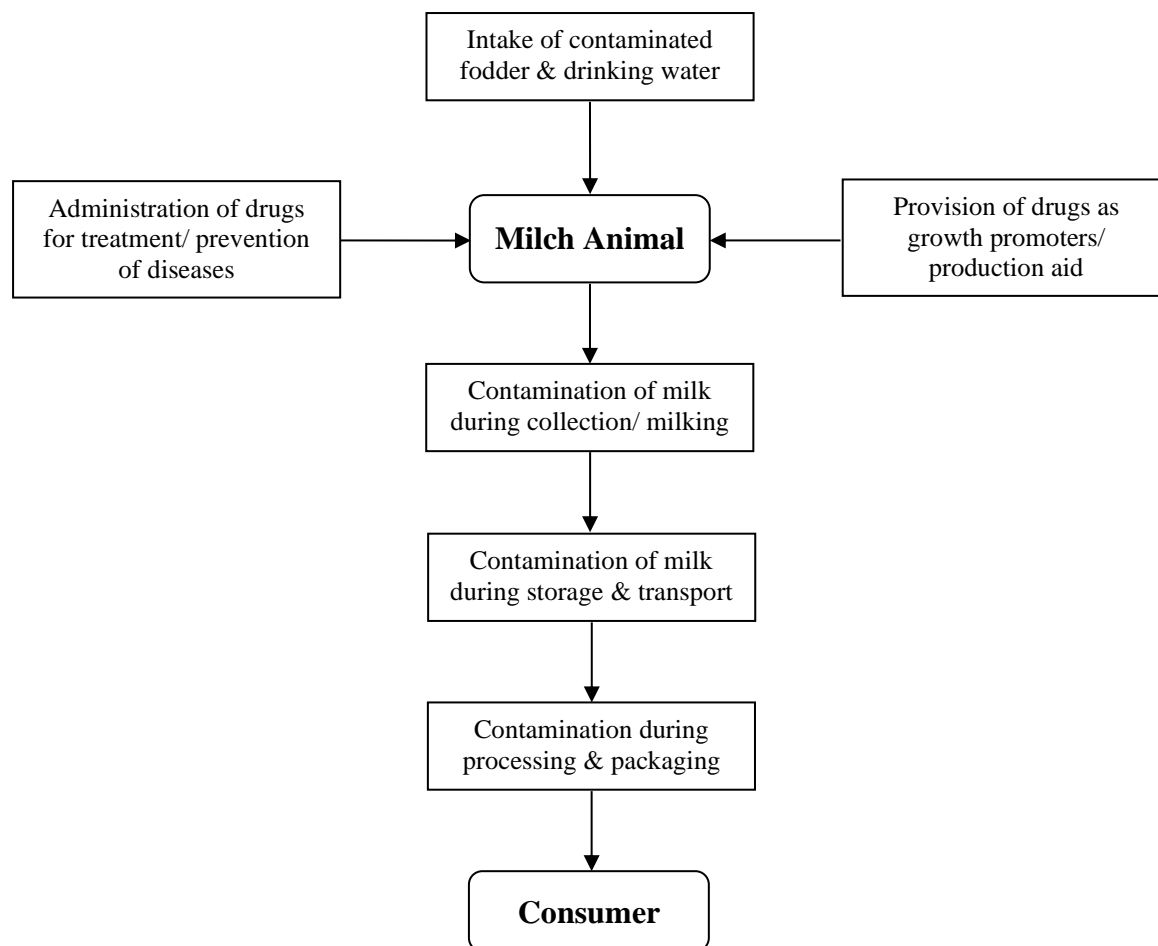 Intake of contaminated
fodder & drinking water
Administration of drugs
for treatment/ prevention
of diseases
Milch Animal
Provision of drugs as
growth promoters/
production aid
Contamination of milk
during collection/ milking
Contamination of milk
during storage & transport
Contamination during
processing & packaging
Consumer